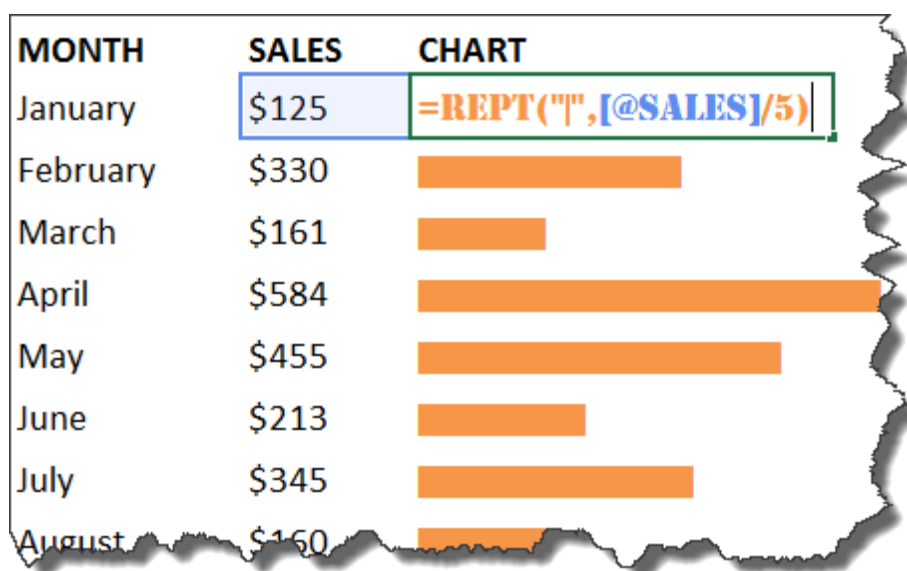 MONTH SALES CHART
January $125 =REPT("|",[@SALES]/5)
February $330
March $161
April $584
May $455
June $213
July $345
August $160